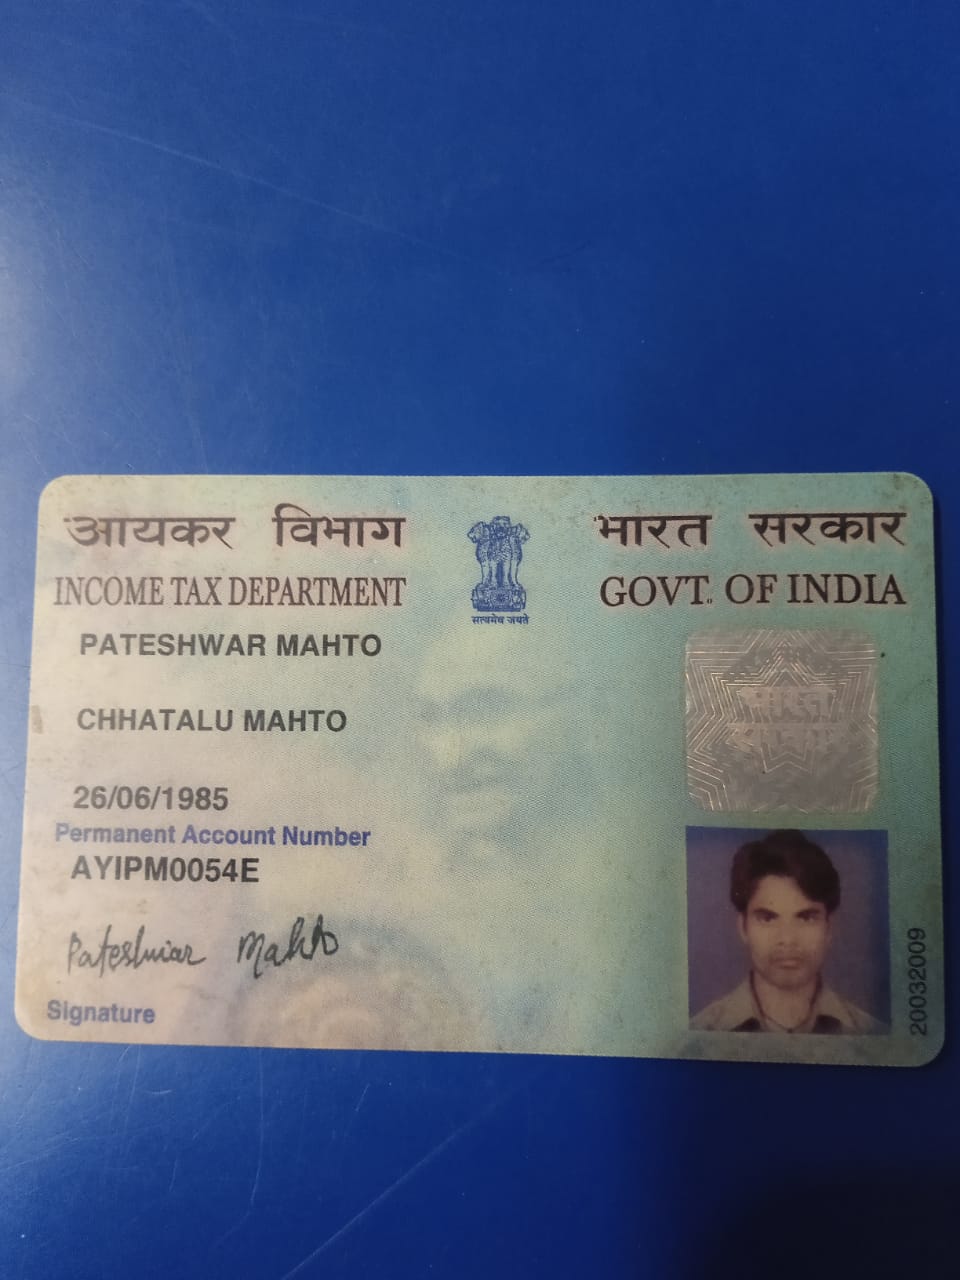 आयकर विभाग
INCOME TAX DEPARTMENT
सत्यमेव जयते
भारत सरकार
GOVT. OF INDIA
PATESHWAR MAHTO
CHHATALU MAHTO
26/06/1985
Permanent Account Number
AYIPM0054E
Pateshwar Mahto
Signature
20032009